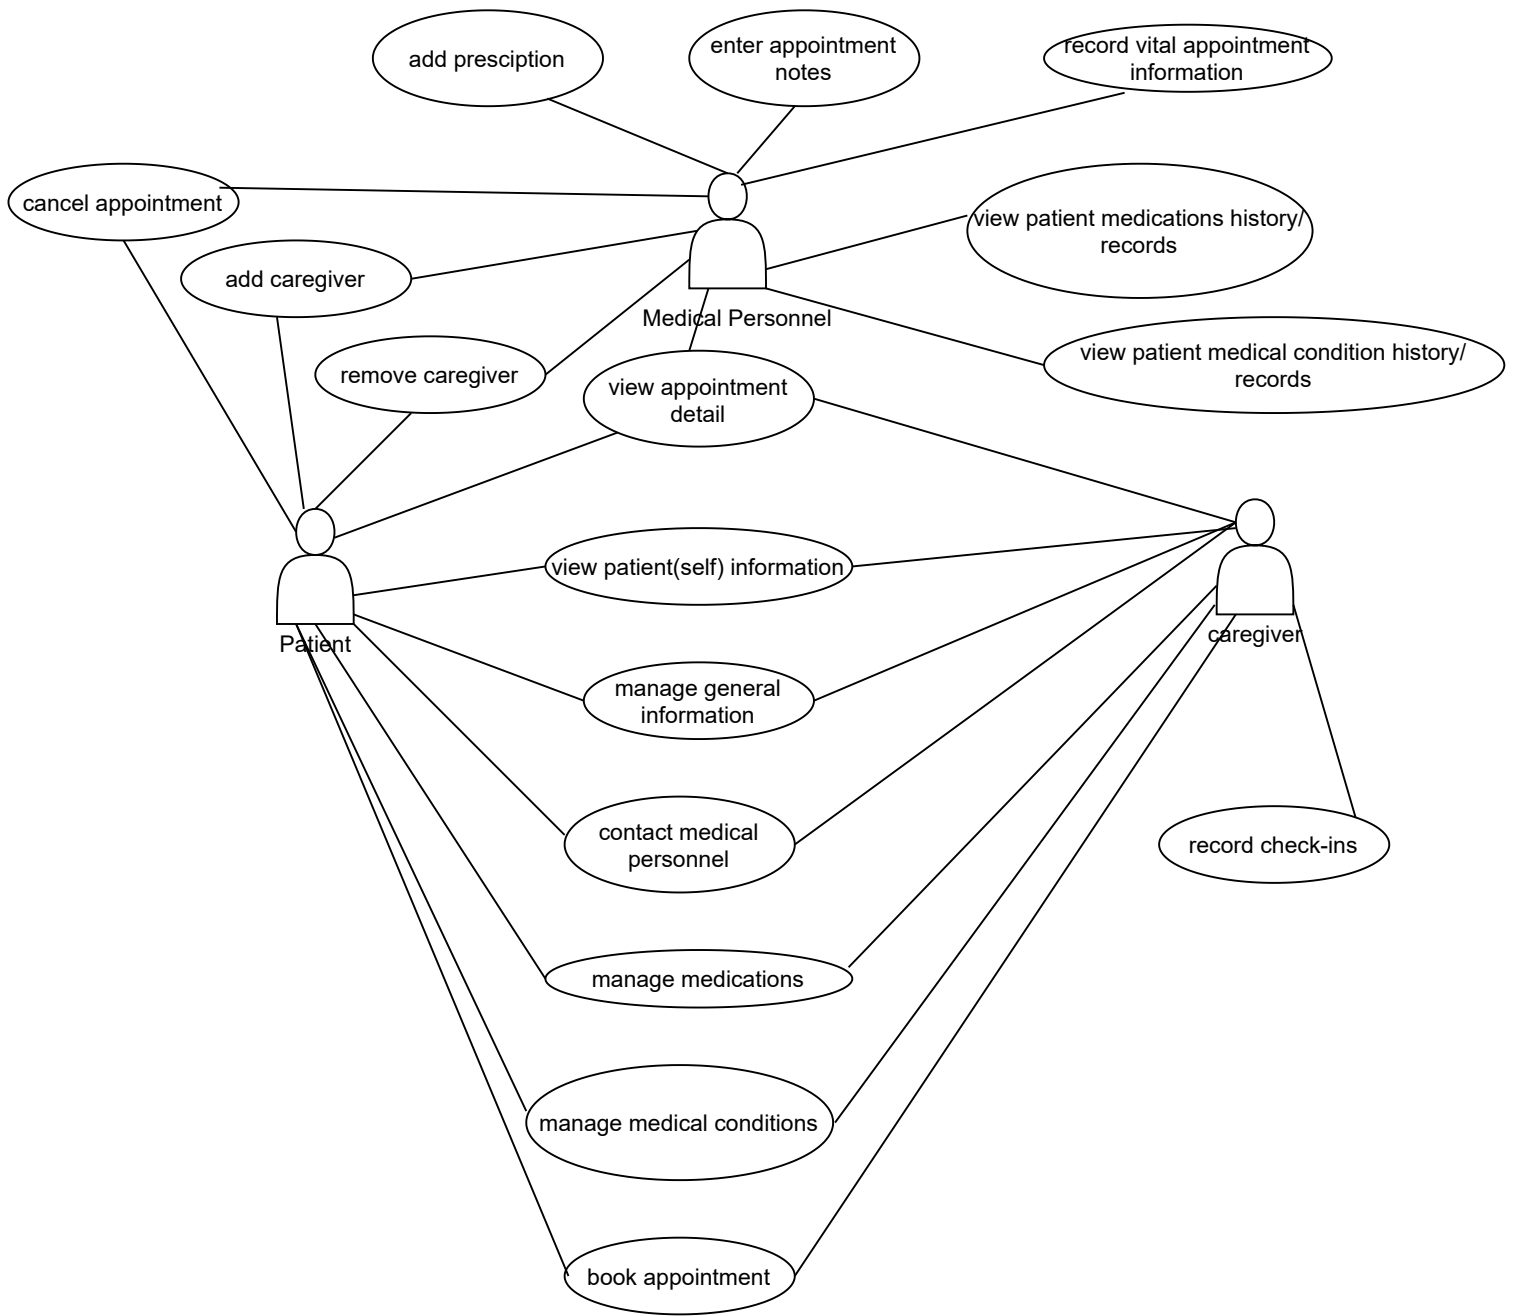 add presciption
enter appointment
notes
record vital appointment
information
cancel appointment
add caregiver
view patient medications history/
records
Medical Personnel
remove caregiver
view appointment
detail
view patient medical condition history/
records
view patient(self) information
Patient
caregiver
manage general
information
contact medical
personnel
record check-ins
manage medications
manage medical conditions
book appointment